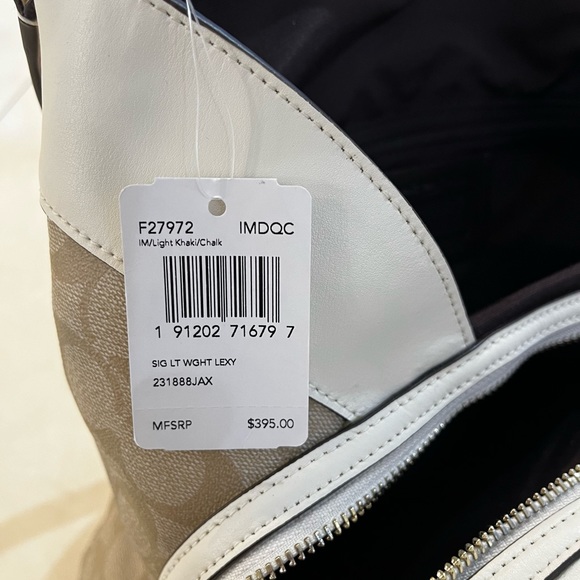 F27972 IMDQC
IM/Light Khaki/Chalk
1 91202 71679 7
SIG LT WGHT LEXY
231888JAX
MFSRP $395.00